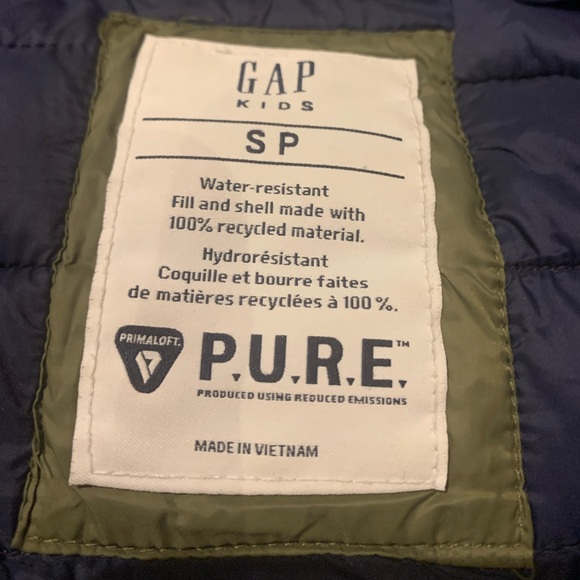 GAP
KIDS
S P
Water-resistant
Fill and shell made with
100% recycled material.
Hydrorésistant
Coquille et bourre faites
de matières recyclées à 100 %.
PRIMALOFT.
P.U.R.E.™
PRODUCED USING REDUCED EMISSIONS
MADE IN VIETNAM